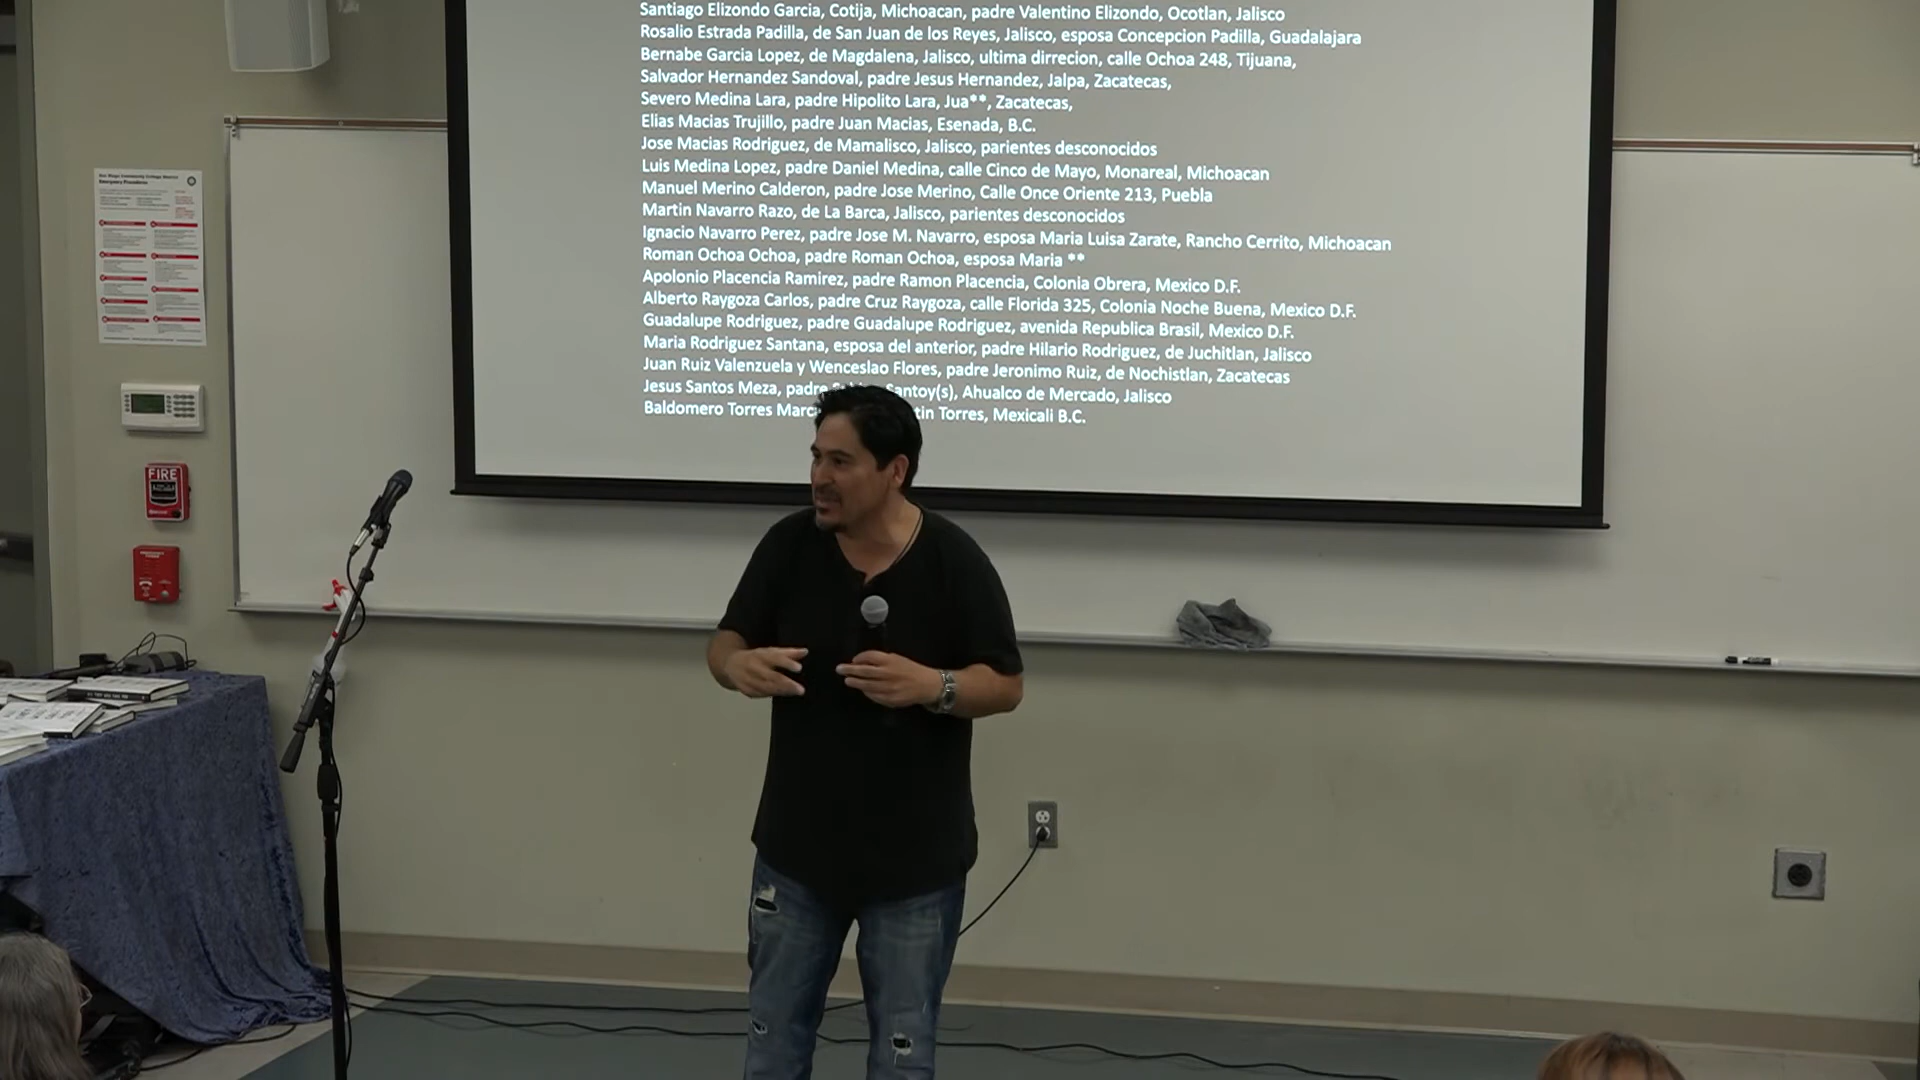 Santiago Elizondo Garcia, Cotija, Michoacan, padre Valentino Elizondo, Ocotlan, Jalisco
Rosalio Estrada Padilla, de San Juan de los Reyes, Jalisco, esposa Concepcion Padilla, Guadalajara
Bernabe Garcia Lopez, de Magdalena, Jalisco, ultima dirrecion, calle Ochoa 248, Tijuana,
Salvador Hernandez Sandoval, padre Jesus Hernandez, Jalpa, Zacatecas,
Severo Medina Lara, padre Hipolito Lara, Jua**, Zacatecas,
Elias Macias Trujillo, padre Juan Macias, Esenada, B.C.
Jose Macias Rodriguez, de Mamalisco, Jalisco, parientes desconocidos
Luis Medina Lopez, padre Daniel Medina, calle Cinco de Mayo, Monareal, Michoacan
Manuel Merino Calderon, padre Jose Merino, Calle Once Oriente 213, Puebla
Martin Navarro Razo, de La Barca, Jalisco, parientes desconocidos
Ignacio Navarro Perez, padre Jose M. Navarro, esposa Maria Luisa Zarate, Rancho Cerrito, Michoacan
Roman Ochoa Ochoa, padre Roman Ochoa, esposa Maria **
Apolonio Placencia Ramirez, padre Ramon Placencia, Colonia Obrera, Mexico D.F.
Alberto Raygoza Carlos, padre Cruz Raygoza, calle Florida 325, Colonia Noche Buena, Mexico D.F.
Guadalupe Rodriguez, padre Guadalupe Rodriguez, avenida Republica Brasil, Mexico D.F.
Maria Rodriguez Santana, esposa del anterior, padre Hilario Rodriguez, de Juchitlan, Jalisco
Juan Ruiz Valenzuela y Wenceslao Flores, padre Jeronimo Ruiz, de Nochistlan, Zacatecas
Jesus Santos Meza, padre Santoy(s), Ahualco de Mercado, Jalisco
Baldomero Torres Torres, Mexicali B.C.
San Diego Community College District
Emergency Procedures
FIRE